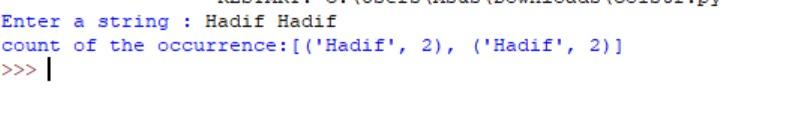 Enter a string : Hadif Hadif
count of the occurrence:[('Hadif', 2), ('Hadif', 2)]
>>>